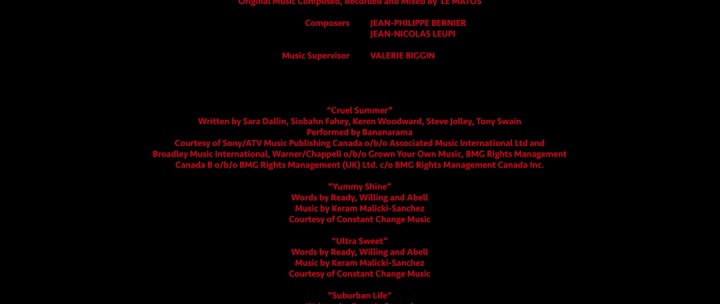 Original Music Composed, Recorded and Mixed by LE MATOS
Composers JEAN-PHILIPPE BERNIER
JEAN-NICOLAS LEUPI
Music Supervisor VALERIE BIGGIN
“Cruel Summer”
Written by Sara Dallin, Siobahn Fahey, Keren Woodward, Steve Jolley, Tony Swain
Performed by Bananarama
Courtesy of Sony/ATV Music Publishing Canada o/b/o Associated Music International Ltd and
Broadley Music International, Warner/Chappell o/b/o Grown Your Own Music, BMG Rights Management
Canada B o/b/o BMG Rights Management (UK) Ltd. c/o BMG Rights Management Canada Inc.
“Yummy Shine”
Words by Ready, Willing and Abell
Music by Keram Malicki-Sanchez
Courtesy of Constant Change Music
“Ultra Sweet”
Words by Ready, Willing and Abell
Music by Keram Malicki-Sanchez
Courtesy of Constant Change Music
“Suburban Life”